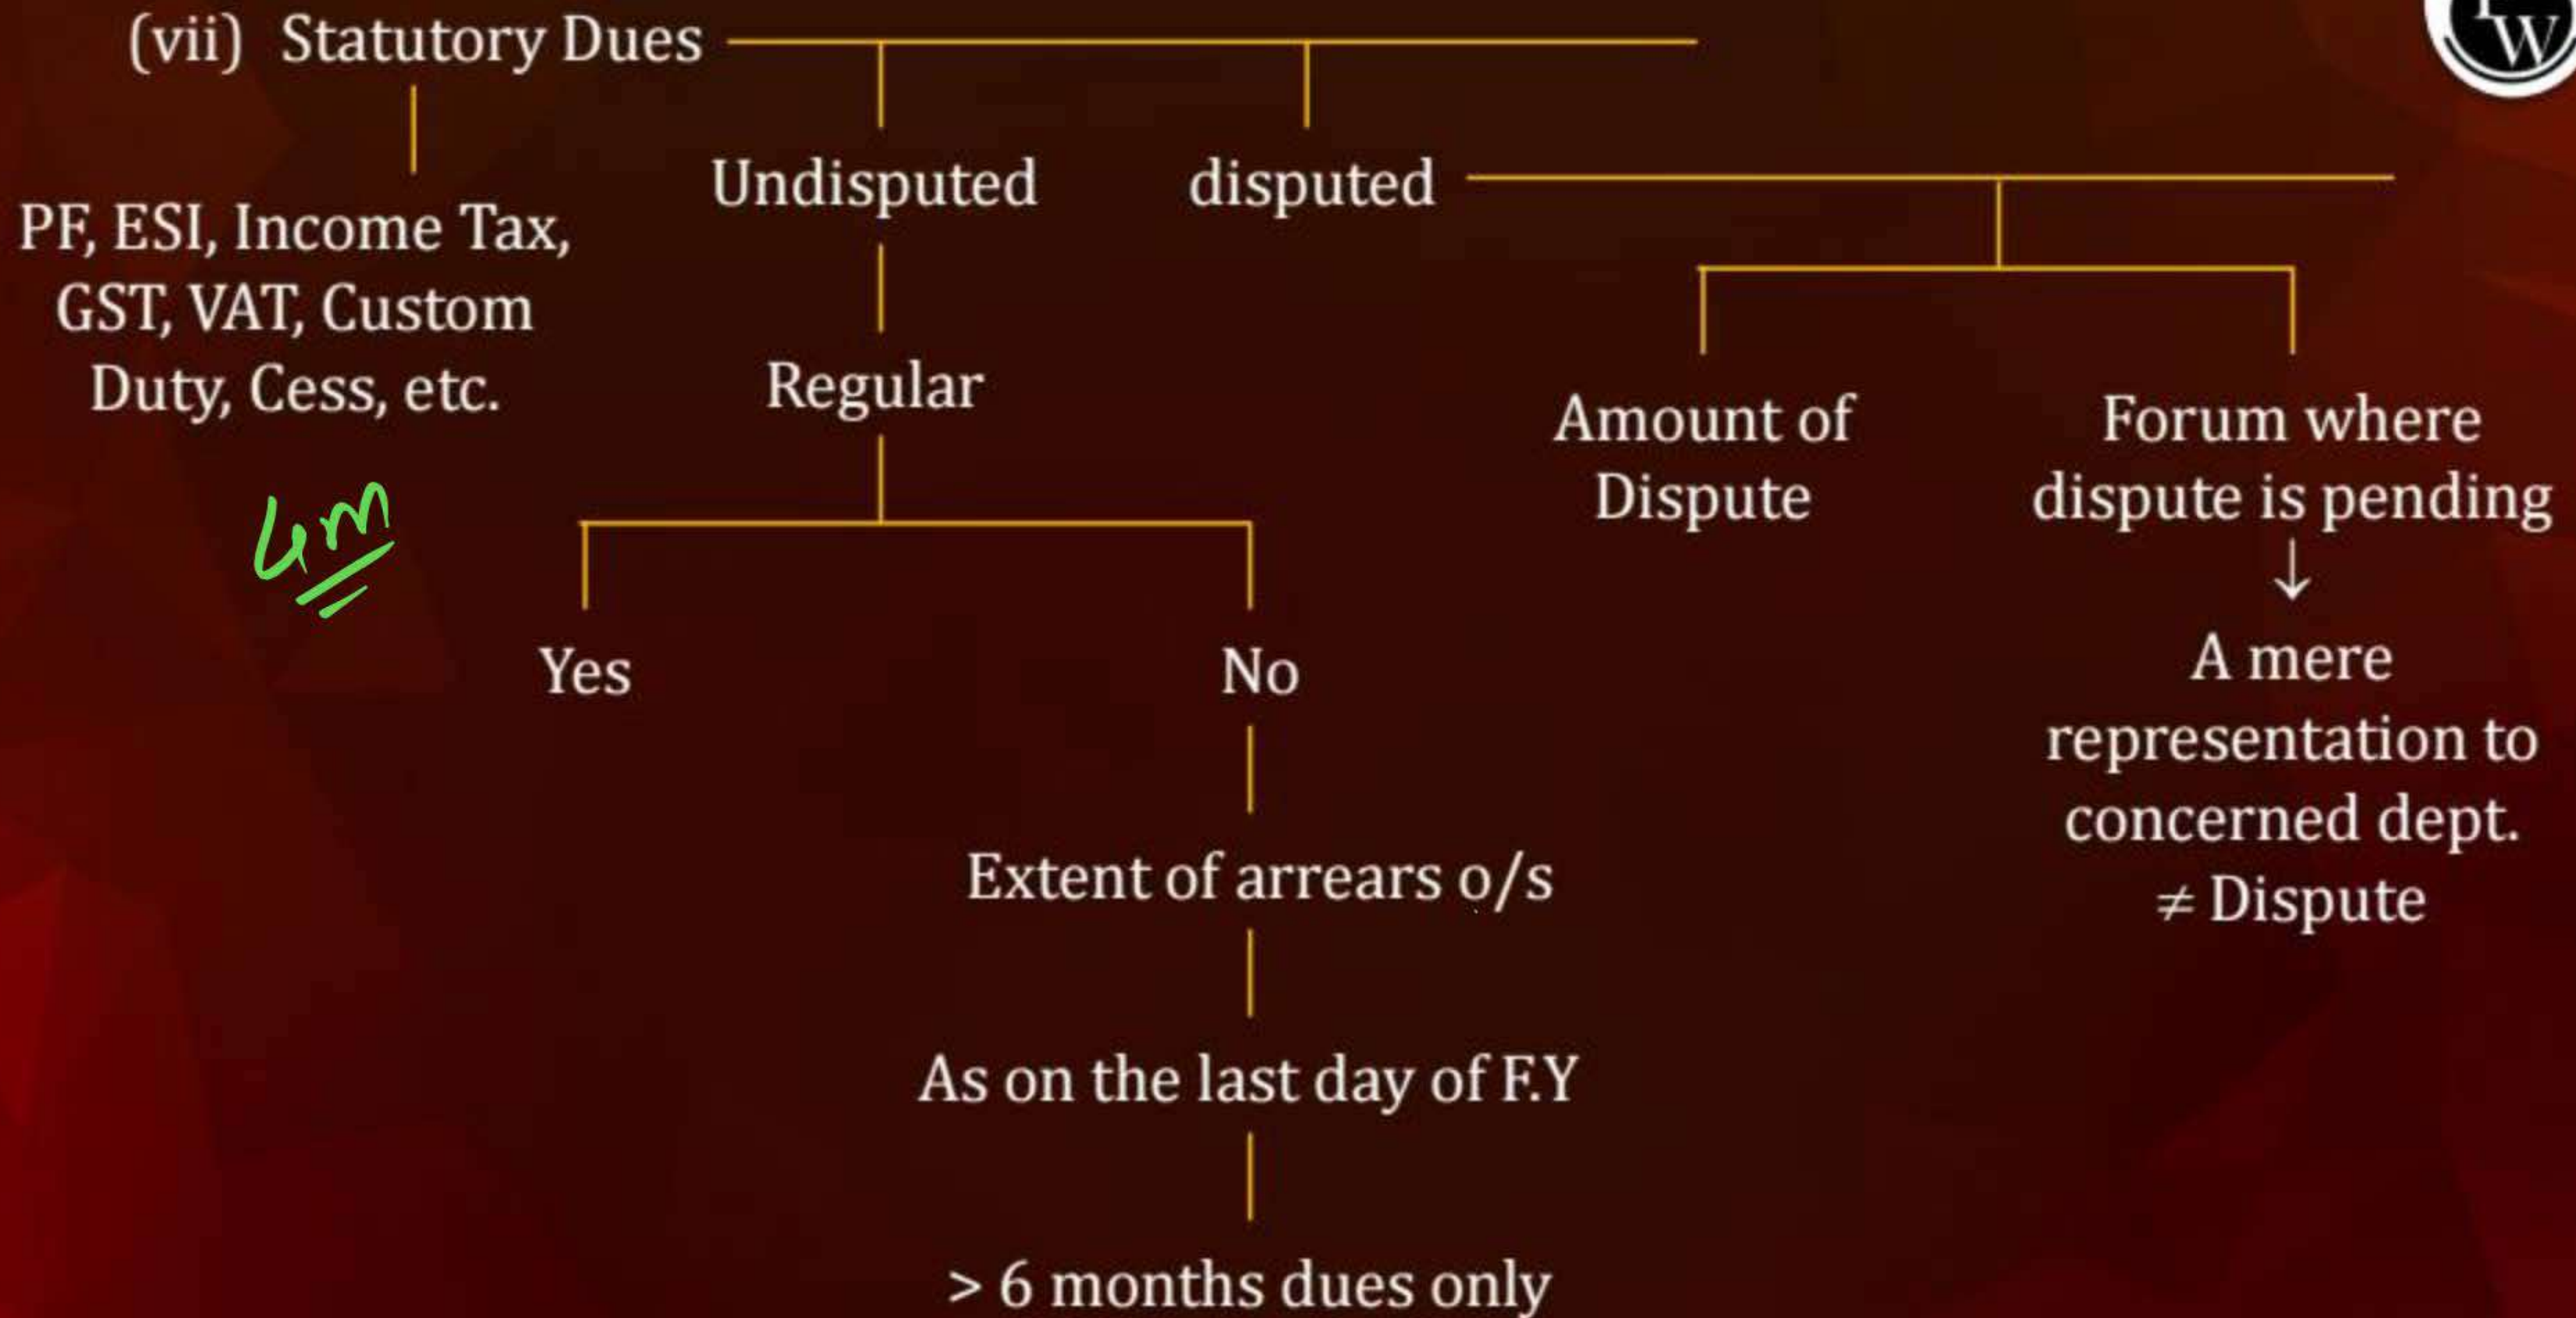 (vii) Statutory Dues
W
PF, ESI, Income Tax,
GST, VAT, Custom
Duty, Cess, etc.
4m
Undisputed
Regular
Yes
No
Extent of arrears o/s
As on the last day of F.Y
> 6 months dues only
disputed
Amount of
Dispute
Forum where
dispute is pending
↓
A mere
representation to
concerned dept.
≠ Dispute